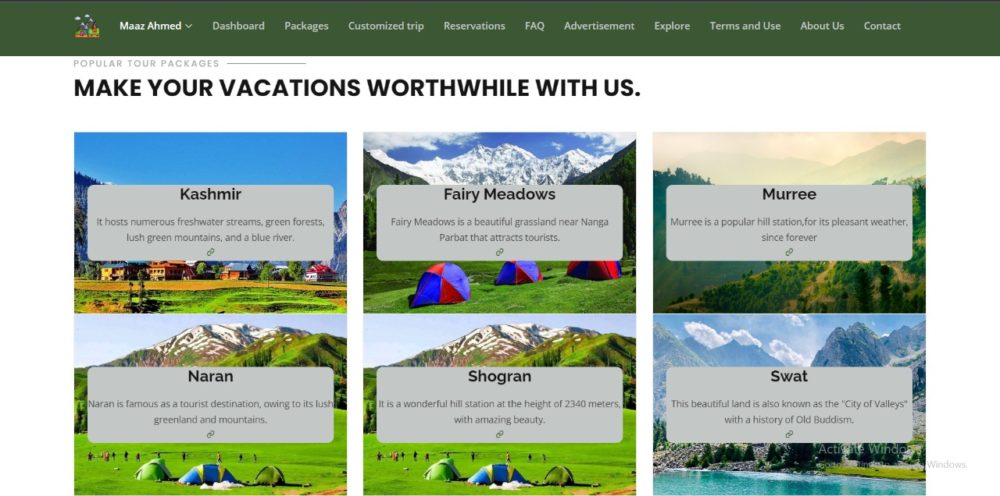 Maaz Ahmed Dashboard Packages Customized trip Reservations FAQ Advertisement Explore Terms and Use About Us Contact
POPULAR TOUR PACKAGES
MAKE YOUR VACATIONS WORTHWHILE WITH US.
Kashmir
It hosts numerous freshwater streams, green forests,
lush green mountains, and a blue river.
Fairy Meadows
Fairy Meadows is a beautiful grassland near Nanga
Parbat that attracts tourists.
Murree
Murree is a popular hill station,for its pleasant weather,
since forever
Naran
Naran is famous as a tourist destination, owing to its lush
greenland and mountains.
Shogran
It is a wonderful hill station at the height of 2340 meters,
with amazing beauty.
Swat
This beautiful land is also known as the "City of Valleys"
with a history of Old Buddism.
Activate Windows
Windows.